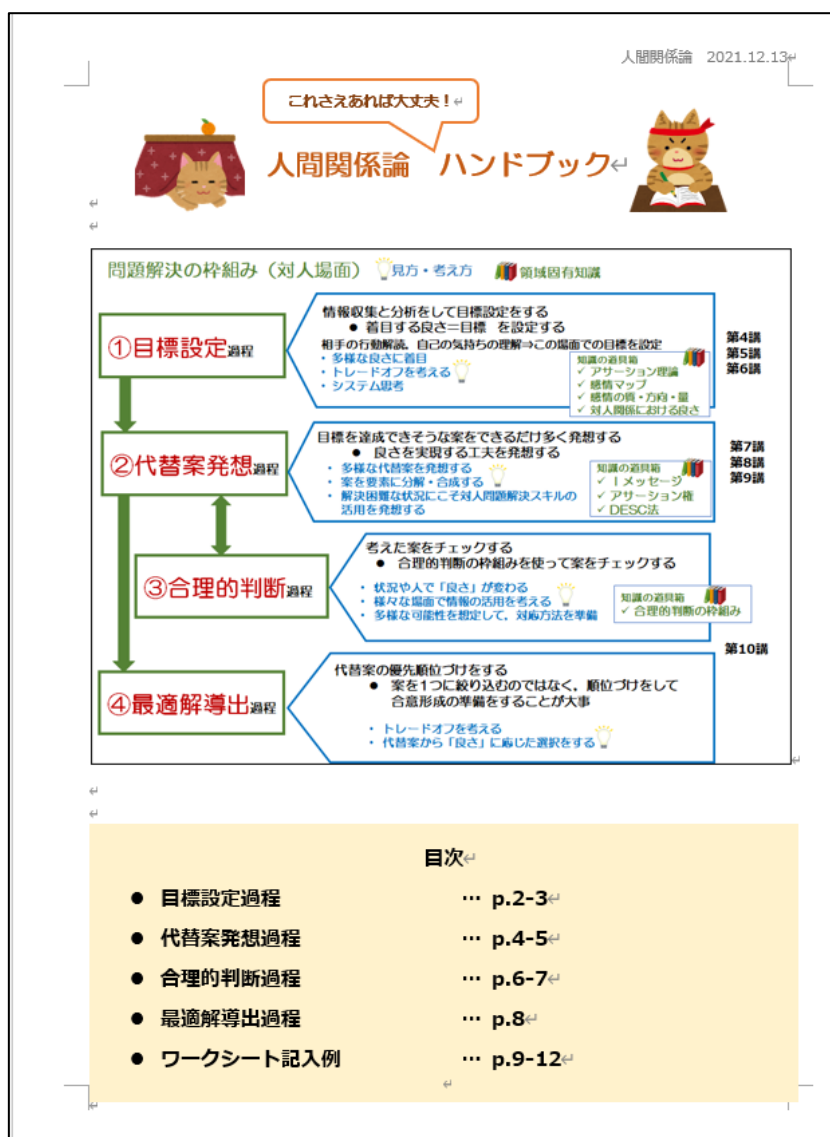 人間関係論 2021.12.13
これさえあれば大丈夫!
人間関係論 ハンドブック
問題解決の枠組み(対人場面) 見方・考え方 領域固有知識
①目標設定過程
情報収集と分析をして目標設定をする
● 着目する良さ=目標 を設定する
相手の行動解読,自己の気持ちの理解⇒この場面での目標を設定
・多様な良さに着目
・トレードオフを考える
・システム思考
知識の道具箱
✓ アサーション理論
✓ 感情マップ
✓ 感情の質・方向・量
✓ 対人関係における良さ
第4講
第5講
第6講
②代替案発想過程
目標を達成できそうな案をできるだけ多く発想する
● 良さを実現する工夫を発想する
・多様な代替案を発想する
・案を要素に分解・合成する
・解決困難な状況にこそ対人問題解決スキルの
活用を発想する
知識の道具箱
✓ Iメッセージ
✓ アサーション権
✓ DESC法
第7講
第8講
第9講
③合理的判断過程
考えた案をチェックする
● 合理的判断の枠組みを使って案をチェックする
・状況や人で「良さ」が変わる
・様々な場面で情報の活用を考える
・多様な可能性を想定して,対応方法を準備
知識の道具箱
✓ 合理的判断の枠組み
第10講
④最適解導出過程
代替案の優先順位づけをする
● 案を1つに絞り込むのではなく,順位づけをして
合意形成の準備をすることが大事
・トレードオフを考える
・代替案から「良さ」に応じた選択をする
目次
● 目標設定過程 … p.2-3
● 代替案発想過程 … p.4-5
● 合理的判断過程 … p.6-7
● 最適解導出過程 … p.8
● ワークシート記入例 … p.9-12